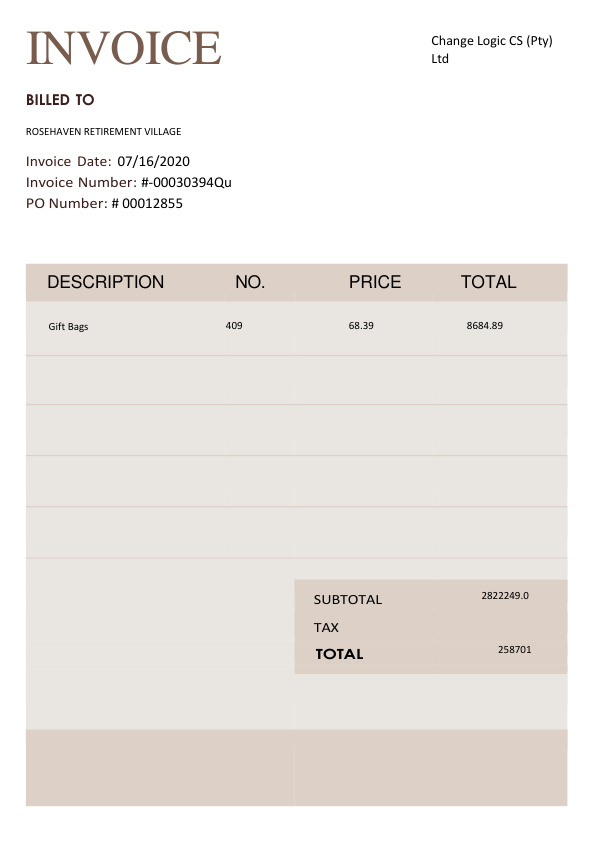 INVOICE
Change Logic CS (Pty)
Ltd
BILLED TO
ROSEHAVEN RETIREMENT VILLAGE
Invoice Date: 07/16/2020
Invoice Number: #-00030394Qu
PO Number: # 00012855
DESCRIPTION NO. PRICE TOTAL
Gift Bags 409 68.39 8684.89
SUBTOTAL 2822249.0
TAX
TOTAL 258701